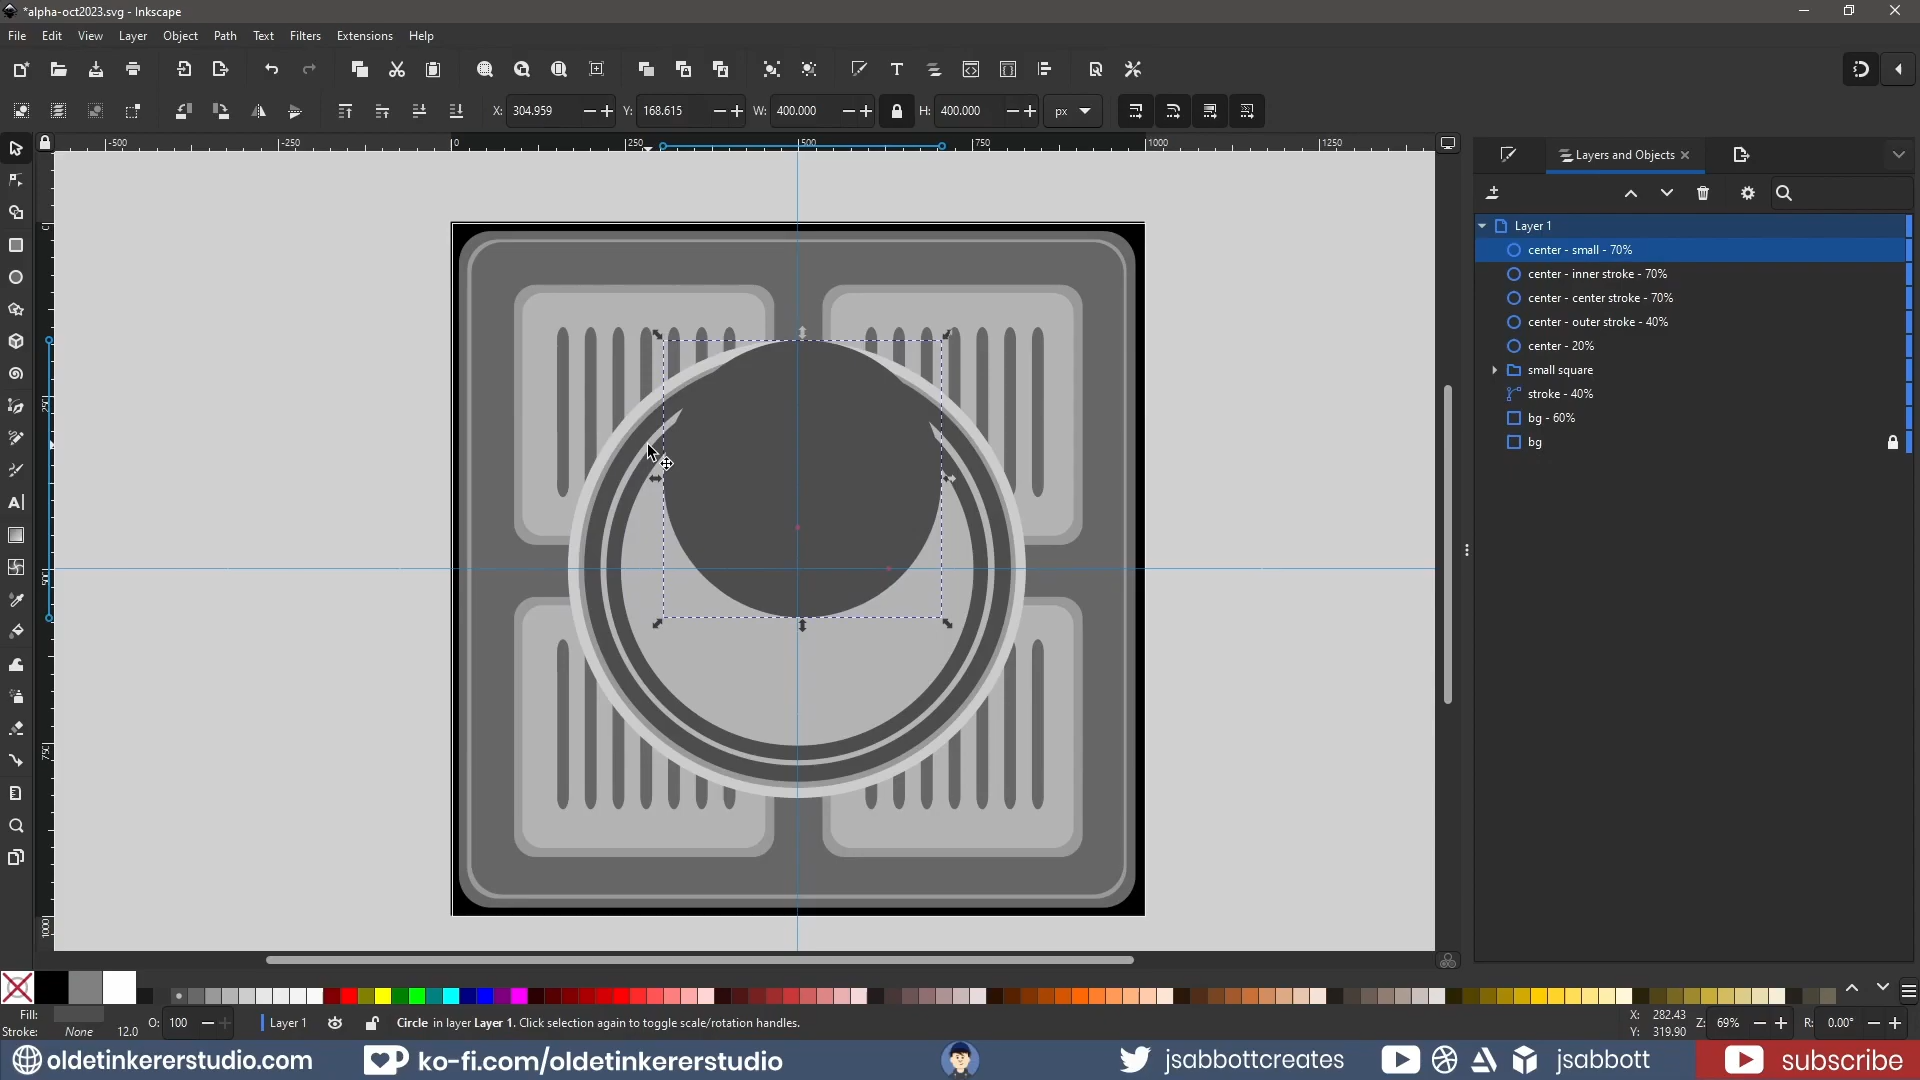 *alpha-oct2023.svg - Inkscape
File Edit View Layer Object Path Text Filters Extensions Help
X: 304.959 Y: 168.615 W: 400.000 H: 400.000 px
-500 -250 0 250 500 750 1000 1250
Layers and Objects
Layer 1
center - small - 70%
center - inner stroke - 70%
center - center stroke - 70%
center - outer stroke - 40%
center - 20%
small square
stroke - 40%
bg - 60%
bg
0
250
500
750
1000
Fill:
Stroke: None 12.0 O: 100 Layer 1 Circle in layer Layer 1. Click selection again to toggle scale/rotation handles. X: 282.43 Y: 319.90 Z: 69% R: 0.00°
oldetinkererstudio.com ko-fi.com/oldetinkererstudio jsabbottcreates jsabbott subscribe